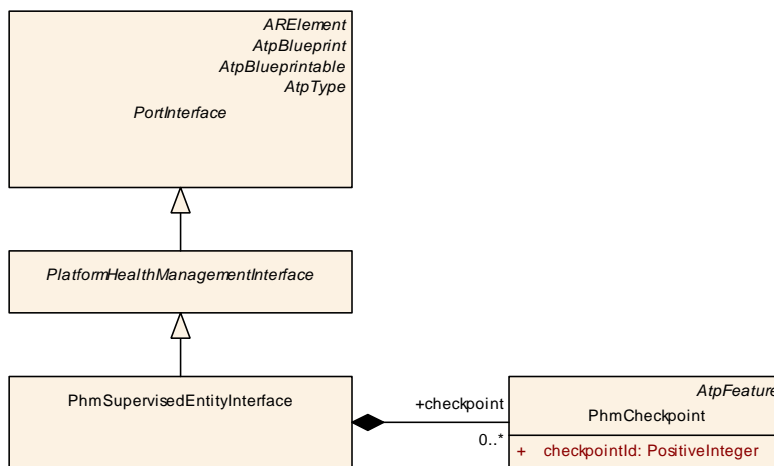 ARElement
AtpBlueprint
AtpBlueprintable
AtpType
PortInterface
PlatformHealthManagementInterface
PhmSupervisedEntityInterface
+checkpoint
0..*
AtpFeature
PhmCheckpoint
+ checkpointId: PositiveInteger